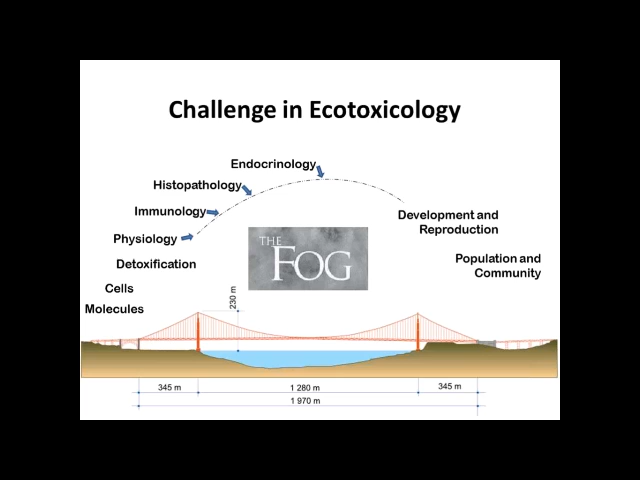 Challenge in Ecotoxicology
Endocrinology
Histopathology
Immunology
Physiology
Detoxification
Cells
Molecules
THE
FOG
Development and
Reproduction
Population and
Community
230 m
345 m
1 280 m
345 m
1 970 m